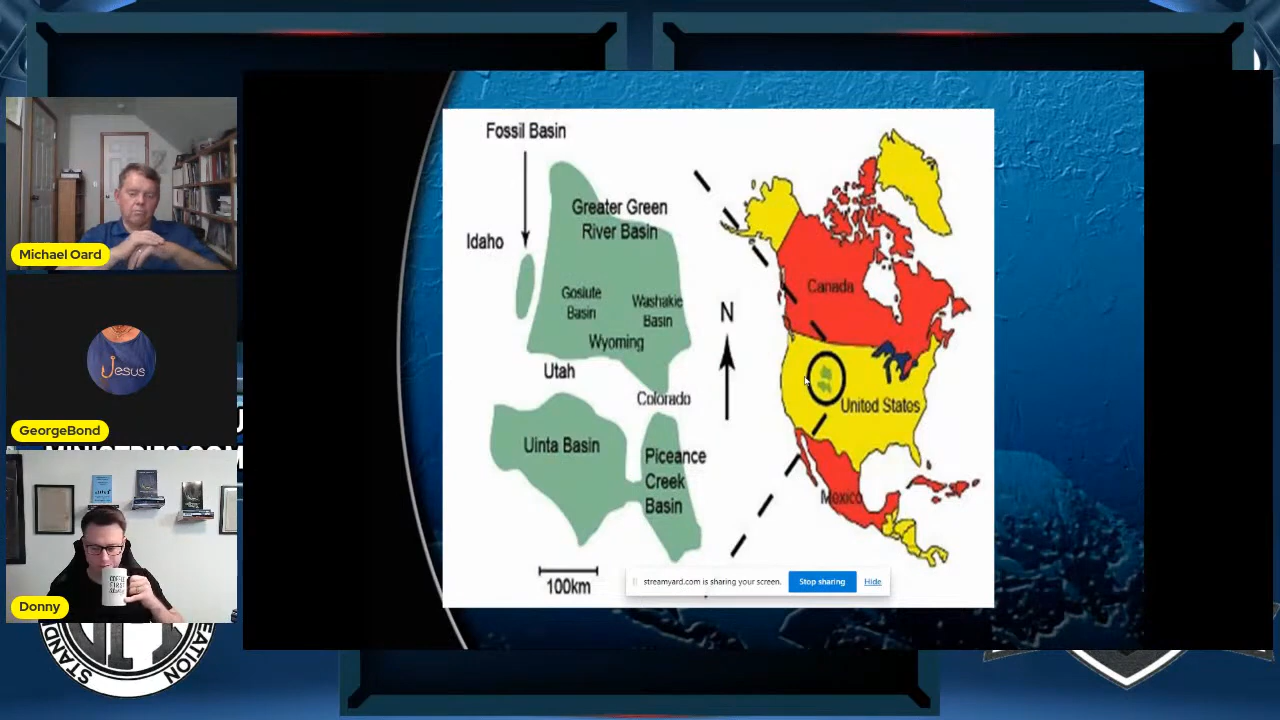 Fossil Basin
Greater Green
River Basin
Idaho
Gosiute
Basin
Washakie
Basin
Wyoming
Utah
Colorado
Uinta Basin
Piceance
Creek
Basin
100km
N
Canada
United States
Mexico
streamyard.com is sharing your screen.
Stop sharing
Hide
Michael Oard
Jesus
GeorgeBond
COFFEE
FIRST
Donny